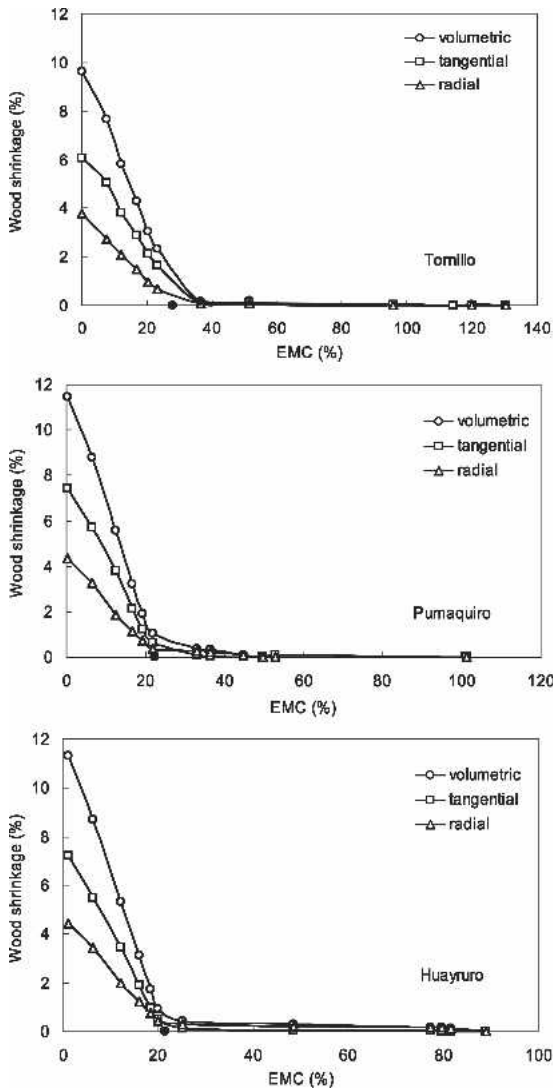 12
10
8
6
4
2
0
Wood shrinkage (%)
volumetric
tangential
radial
Tornillo
0 20 40 60 80 100 120 140
EMC (%)
12
10
8
6
4
2
0
Wood shrinkage (%)
volumetric
tangential
radial
Pumaquiro
0 20 40 60 80 100 120
EMC (%)
12
10
8
6
4
2
0
Wood shrinkage (%)
volumetric
tangential
radial
Huayruro
0 20 40 60 80 100
EMC (%)